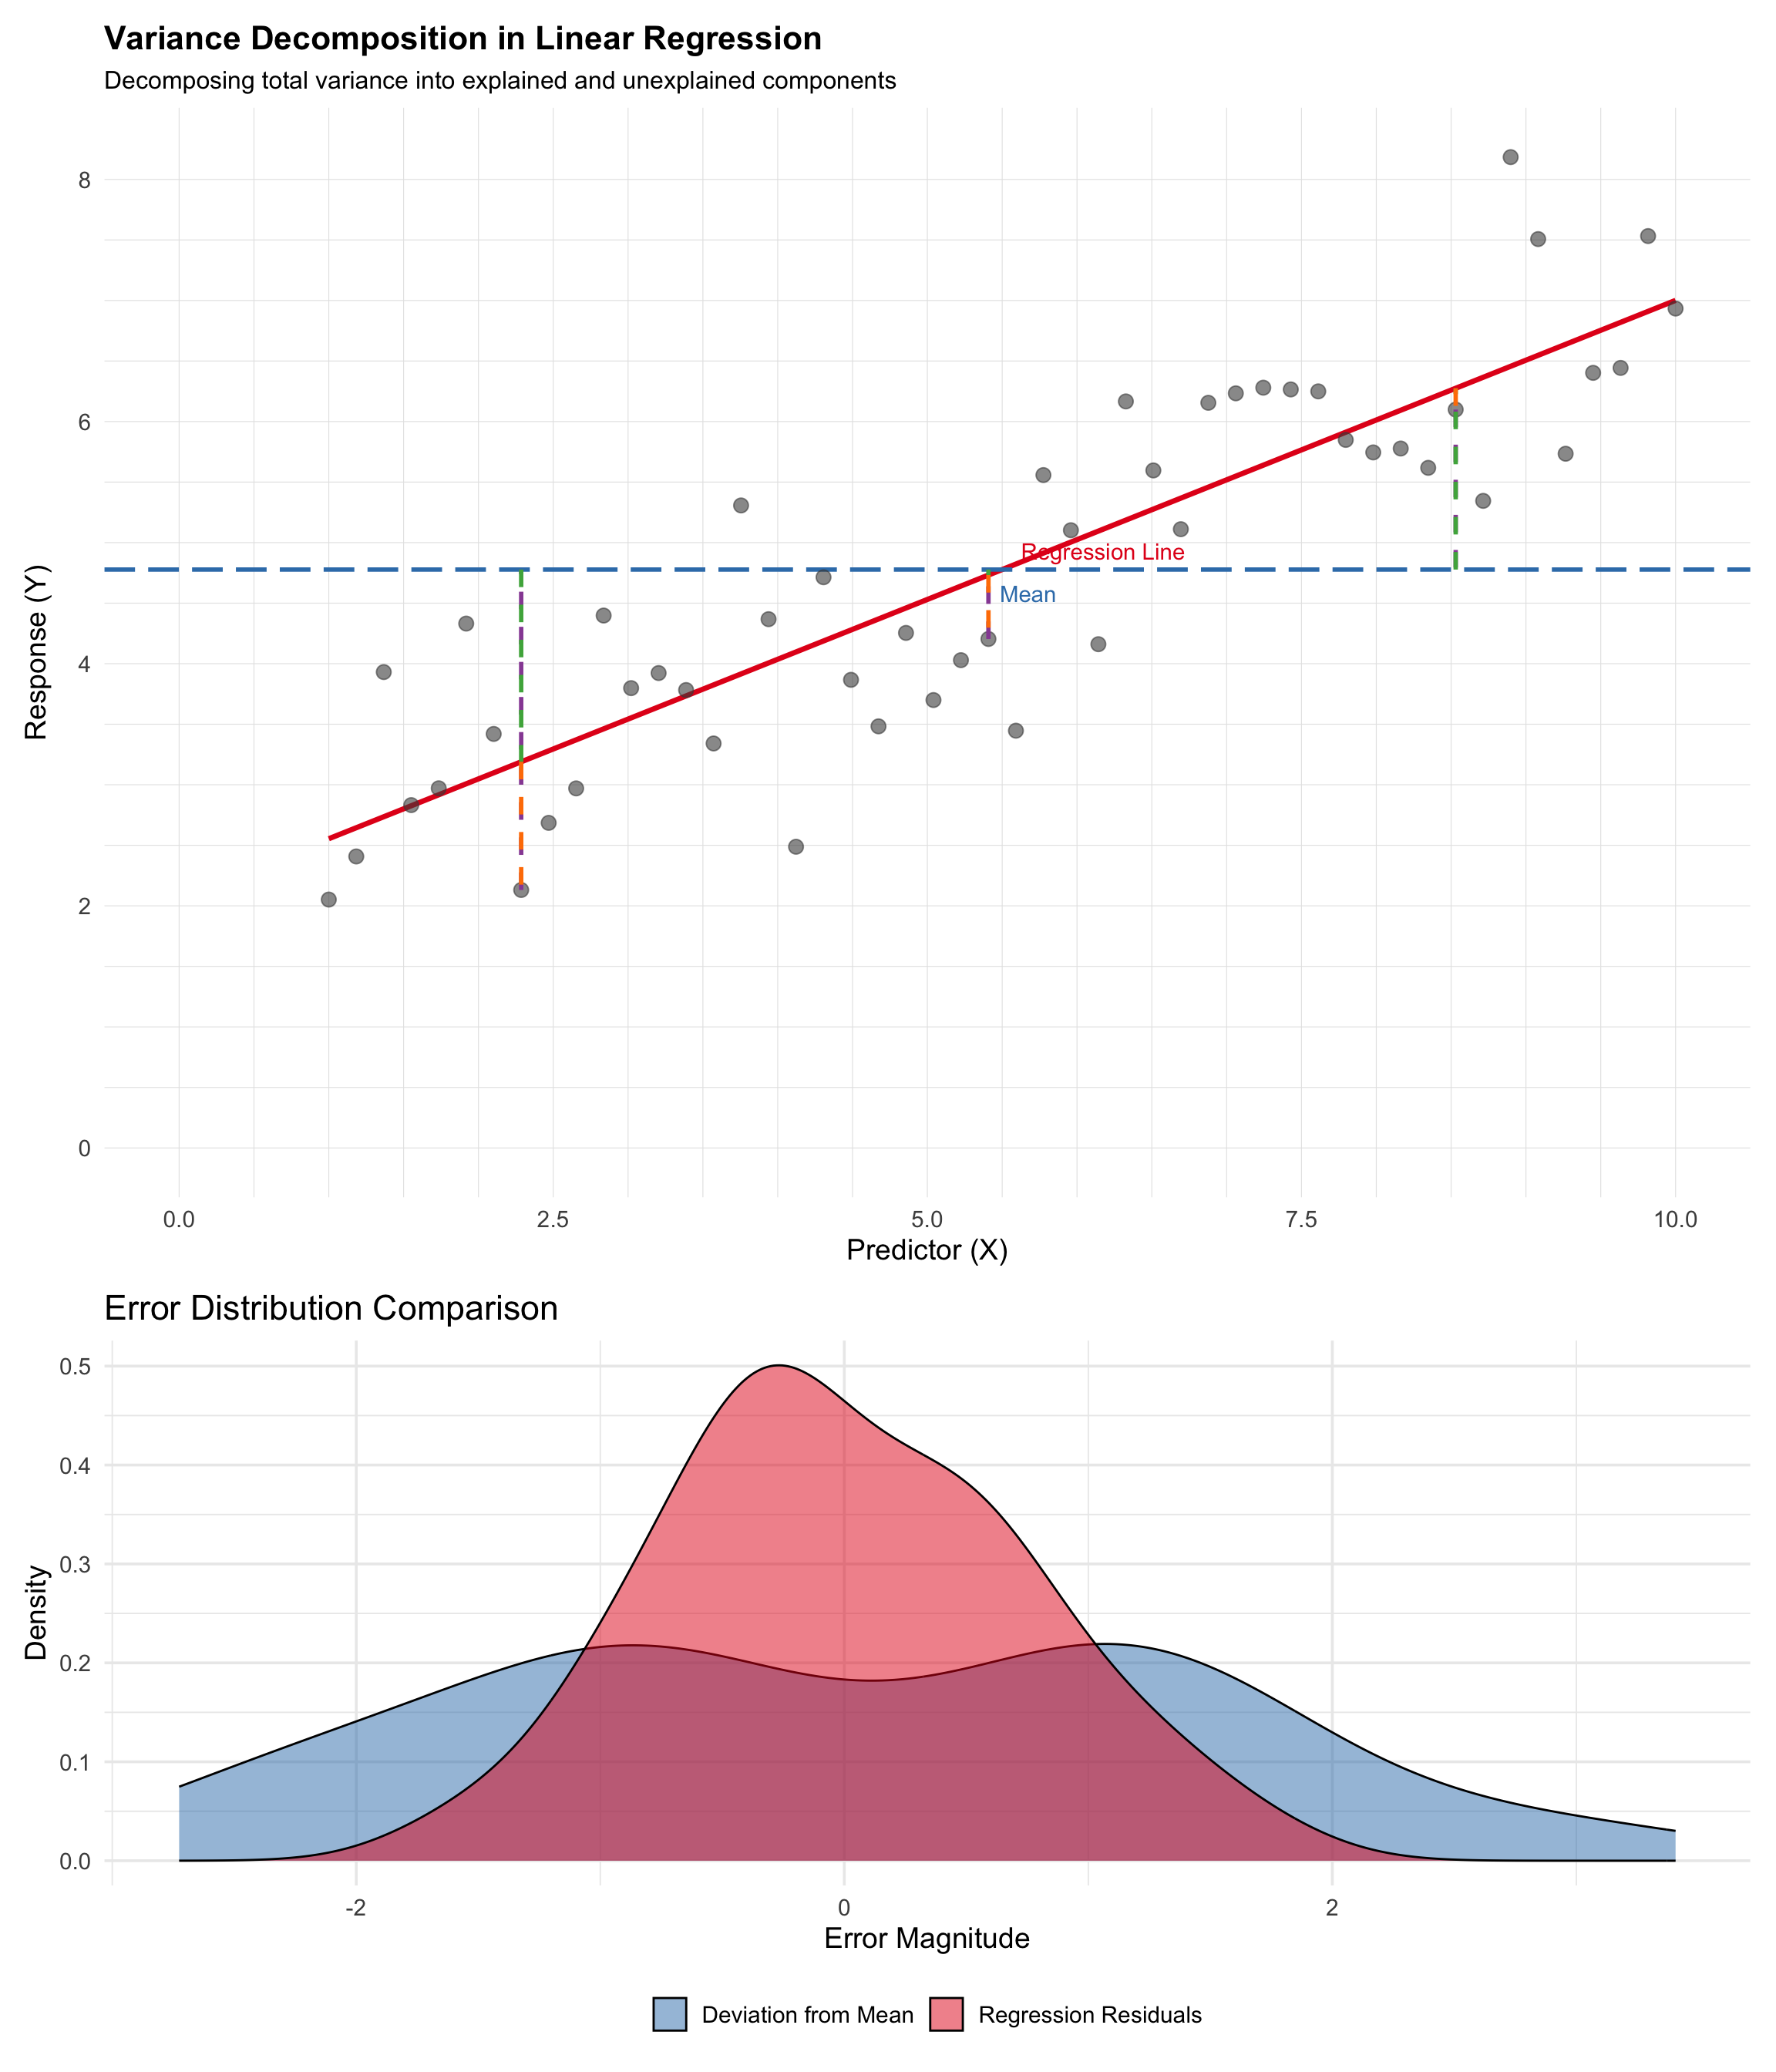 Variance Decomposition in Linear Regression
Decomposing total variance into explained and unexplained components
8
6
4
2
0
Response (Y)
Regression Line
Mean
0.0 2.5 5.0 7.5 10.0
Predictor (X)
Error Distribution Comparison
0.5
0.4
0.3
0.2
0.1
0.0
Density
-2 0 2
Error Magnitude
Deviation from Mean Regression Residuals